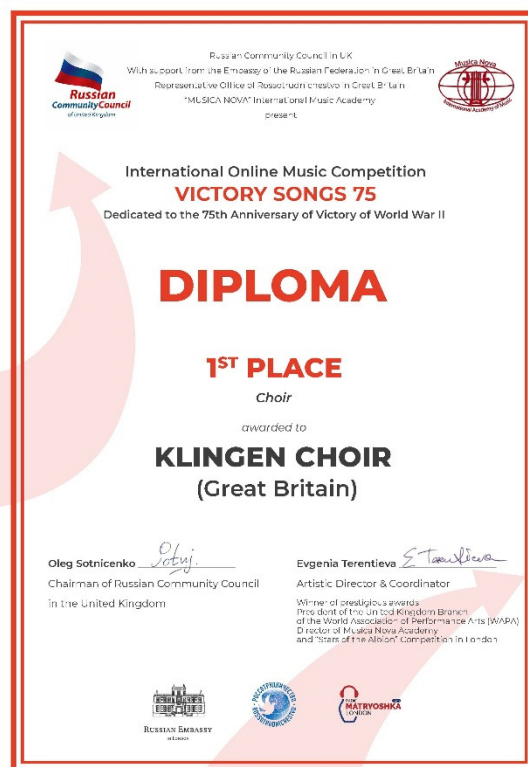 Russian Community Council in UK
With support from the Embassy of the Russian Federation in Great Britain
Representative Office of Rossotrudnichestvo in Great Britain
"MUSICA NOVA" International Music Academy
present
Russian
CommunityCouncil
of United Kingdom
Musica Nova
International Academy of Music
International Online Music Competition
VICTORY SONGS 75
Dedicated to the 75th Anniversary of Victory of World War II
DIPLOMA
1ST PLACE
Choir
awarded to
KLINGEN CHOIR
(Great Britain)
Oleg Sotnicenko
Chairman of Russian Community Council
in the United Kingdom
Evgenia Terentieva
Artistic Director & Coordinator
Winner of prestigious awards
President of the United Kingdom Branch
of the World Association of Performance Arts (WAPA)
Director of Musica Nova Academy
and "Stars of the Albion" Competition in London
RUSSIAN EMBASSY
РОССОТРУДНИЧЕСТВО
ROSSOTRUDNICHESTVO
MATRYOSHKA
LONDON